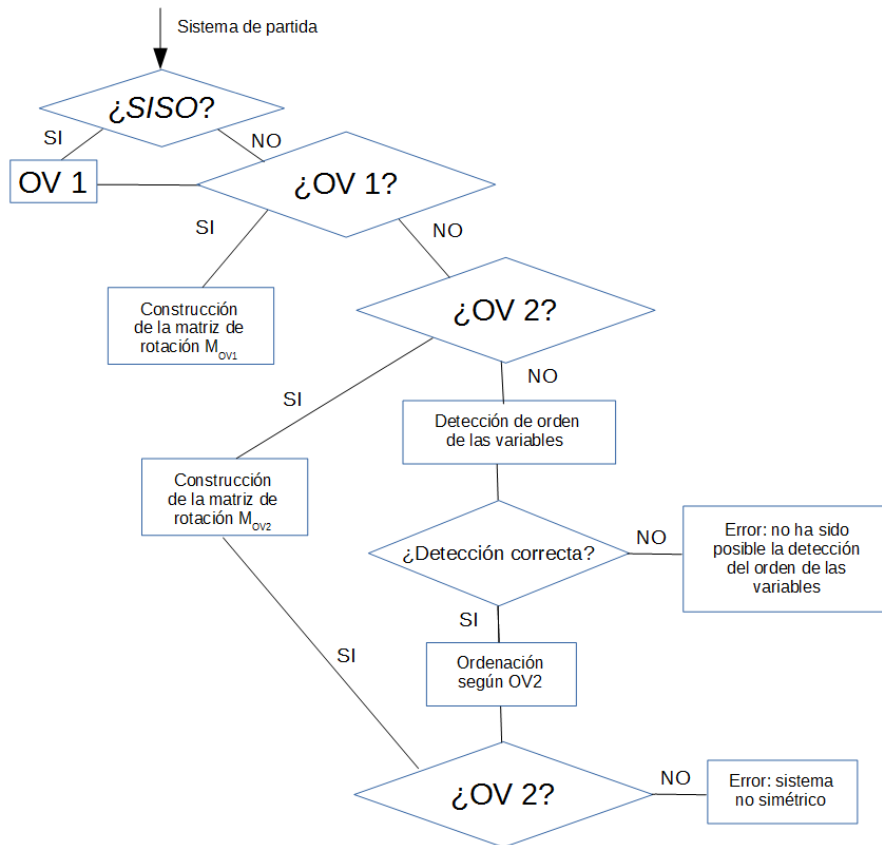 Sistema de partida
¿SISO?
SI
NO
OV 1
¿OV 1?
SI
NO
Construcción
de la matriz de
rotación M_OV1
¿OV 2?
SI
NO
Detección de orden
de las variables
Construcción
de la matriz de
rotación M_OV2
¿Detección correcta?
NO
Error: no ha sido
posible la detección
del orden de las
variables
SI
SI
Ordenación
según OV2
¿OV 2?
NO
Error: sistema
no simétrico